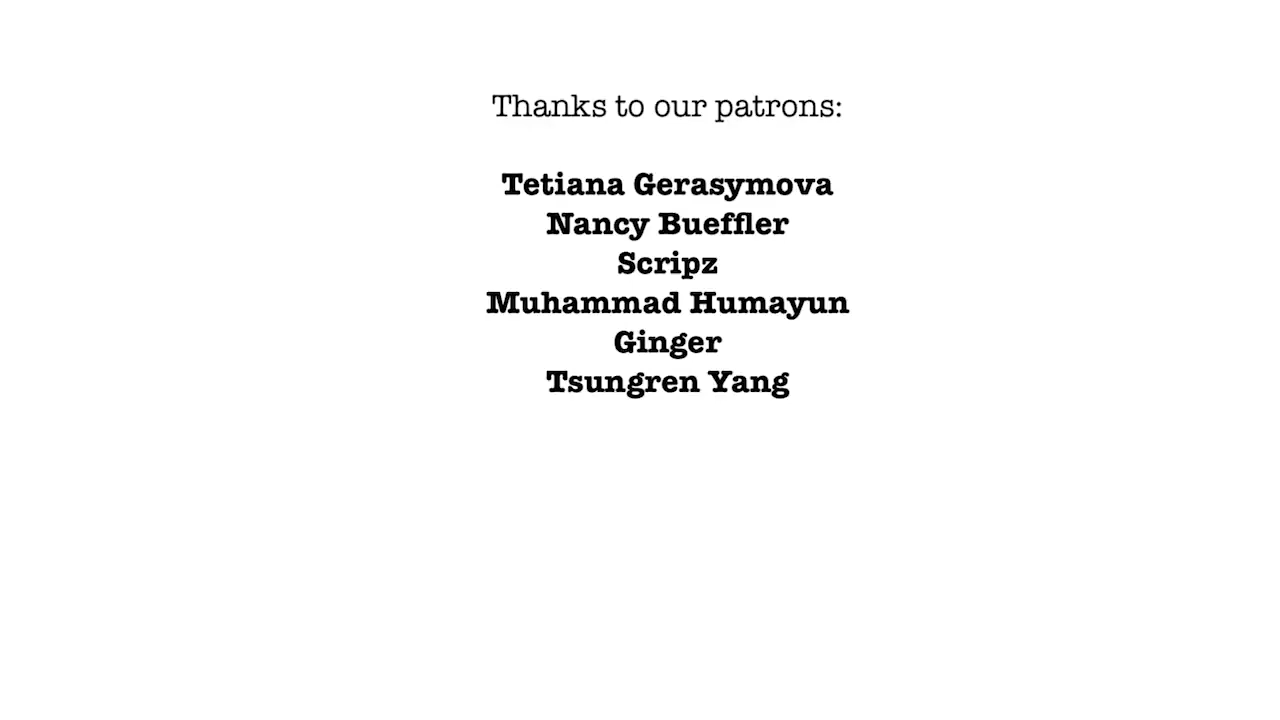 Thanks to our patrons:
Tetiana Gerasymova
Nancy Bueffler
Scripz
Muhammad Humayun
Ginger
Tsungren Yang